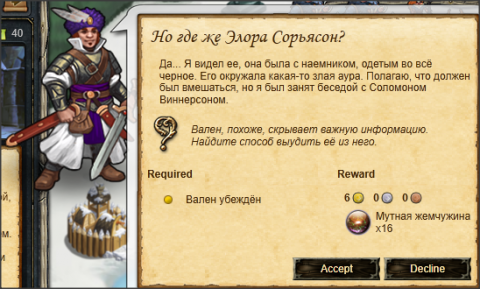 40
Но где же Элора Сорьясон?
Да... Я видел ее, она была с наемником, одетым во всё
черное. Его окружала какая-то злая аура. Полагаю, что должен
был вмешаться, но я был занят беседой с Соломоном
Виннерсоном.
Вален, похоже, скрывает важную информацию.
Найдите способ выудить её из него.
Required
Reward
Вален убеждён
6 0 0
Мутная жемчужина
x16
Accept
Decline